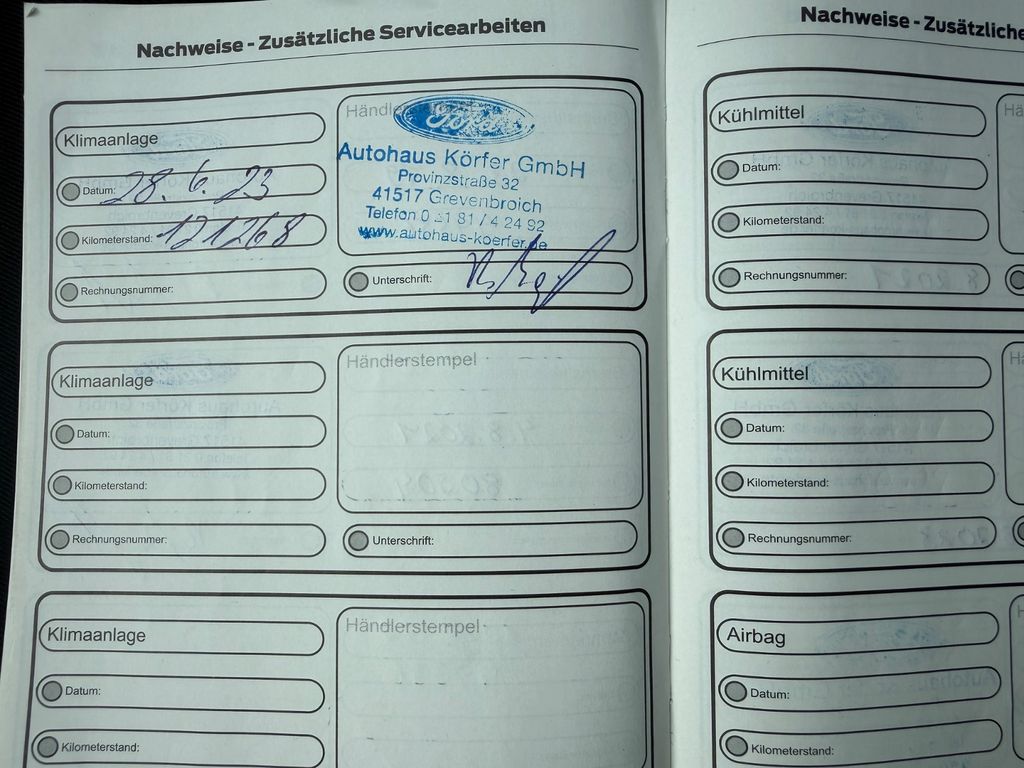 Nachweise - Zusätzliche Servicearbeiten
Klimaanlage
Datum: 28.6.23
Kilometerstand: 121268
Rechnungsnummer:
Ford
Autohaus Körfer GmbH
Provinzstraße 32
41517 Grevenbroich
Telefon 0 21 81 / 4 24 92
www.autohaus-koerfer.de
Unterschrift:
Klimaanlage
Datum:
Kilometerstand:
Rechnungsnummer:
Händlerstempel
Unterschrift:
Klimaanlage
Datum:
Kilometerstand:
Händlerstempel
Nachweise - Zusätzliche
Kühlmittel
Datum:
Kilometerstand:
Rechnungsnummer:
Kühlmittel
Datum:
Kilometerstand:
Rechnungsnummer:
Airbag
Datum:
Kilometerstand: